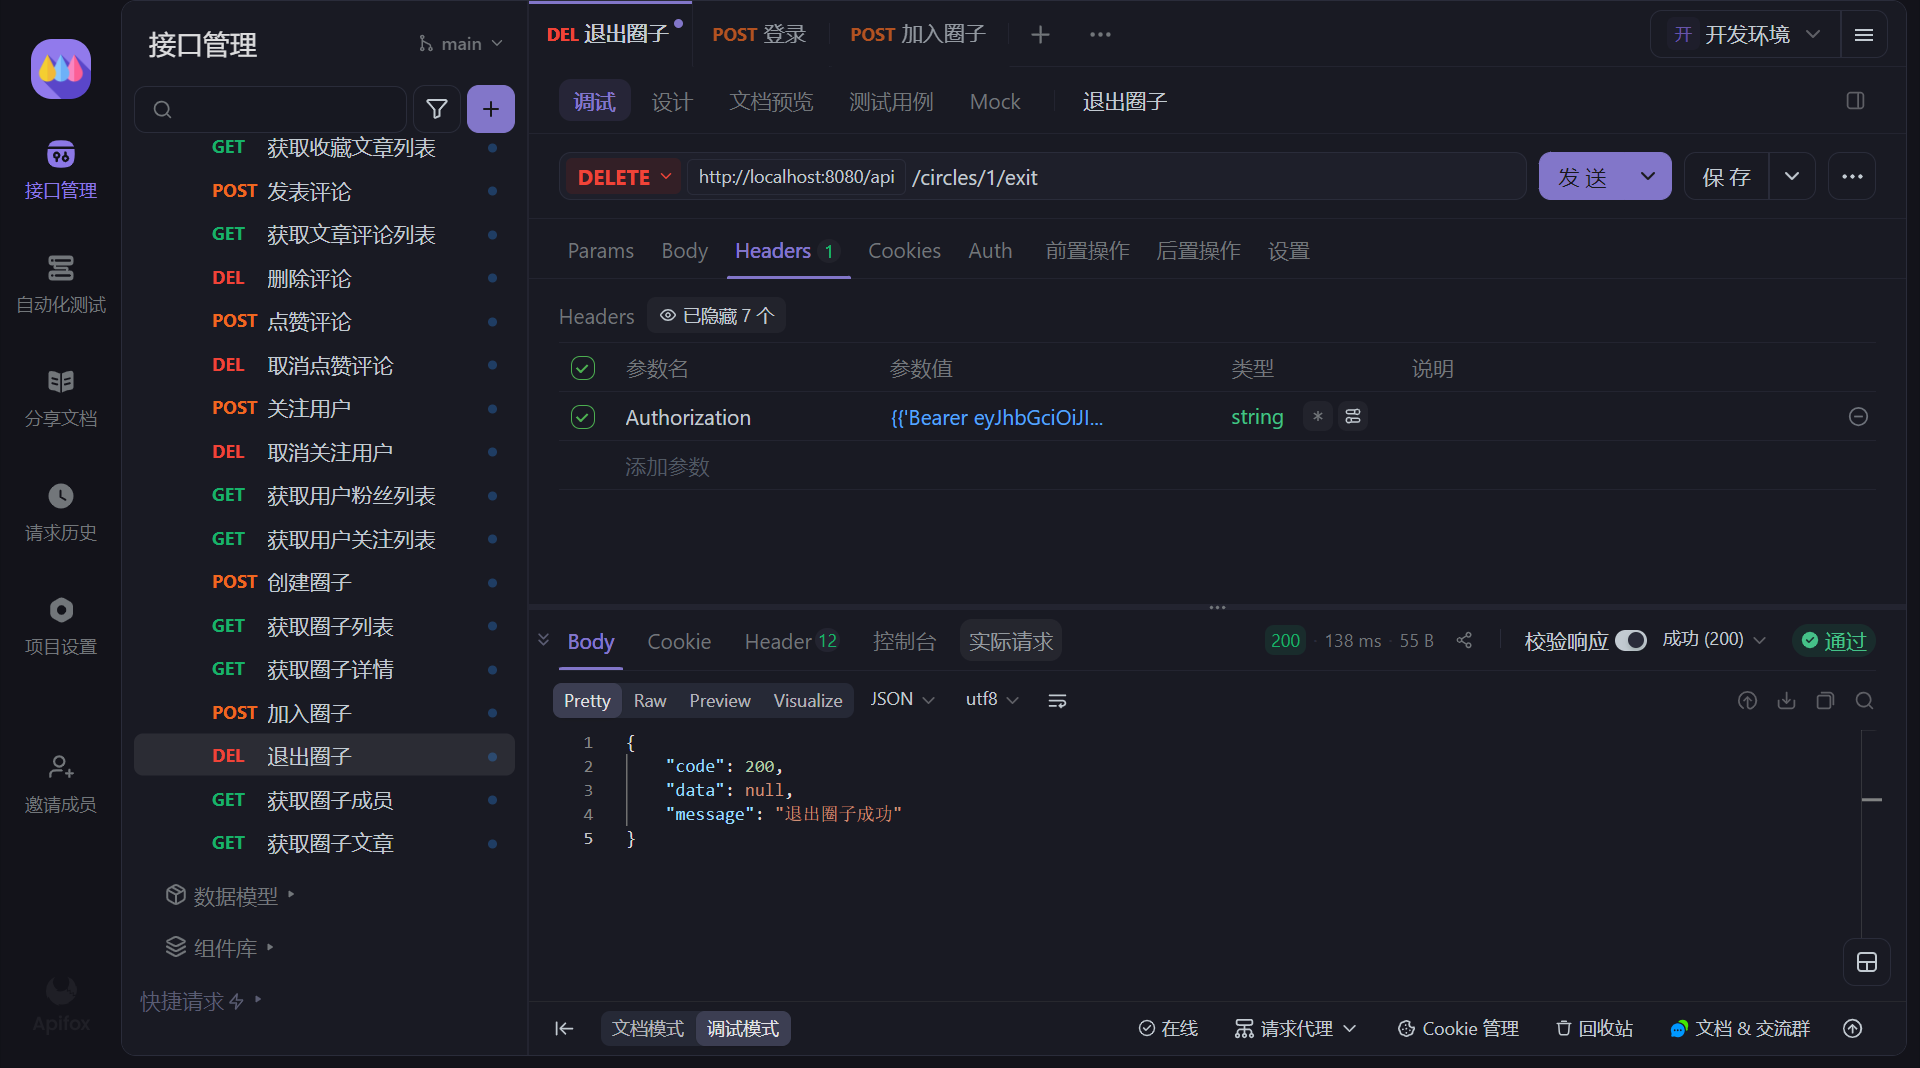 接口管理
自动化测试
分享文档
请求历史
项目设置
邀请成员
Apifox
接口管理
main
GET 获取收藏文章列表
POST 发表评论
GET 获取文章评论列表
DEL 删除评论
POST 点赞评论
DEL 取消点赞评论
POST 关注用户
DEL 取消关注用户
GET 获取用户粉丝列表
GET 获取用户关注列表
POST 创建圈子
GET 获取圈子列表
GET 获取圈子详情
POST 加入圈子
DEL 退出圈子
GET 获取圈子成员
GET 获取圈子文章
数据模型
组件库
快捷请求
DEL 退出圈子 POST 登录 POST 加入圈子
开 开发环境
调试 设计 文档预览 测试用例 Mock 退出圈子
DELETE http://localhost:8080/api /circles/1/exit 发送 保存
Params Body Headers 1 Cookies Auth 前置操作 后置操作 设置
Headers 已隐藏 7 个
参数名 参数值 类型 说明
Authorization {{'Bearer eyJhbGciOiJI... string *
添加参数
Body Cookie Header 12 控制台 实际请求 200 · 138 ms · 55 B 校验响应 成功 (200) 通过
Pretty Raw Preview Visualize JSON utf8
1 {
2 "code": 200,
3 "data": null,
4 "message": "退出圈子成功"
5 }
文档模式 调试模式 在线 请求代理 Cookie 管理 回收站 文档 & 交流群